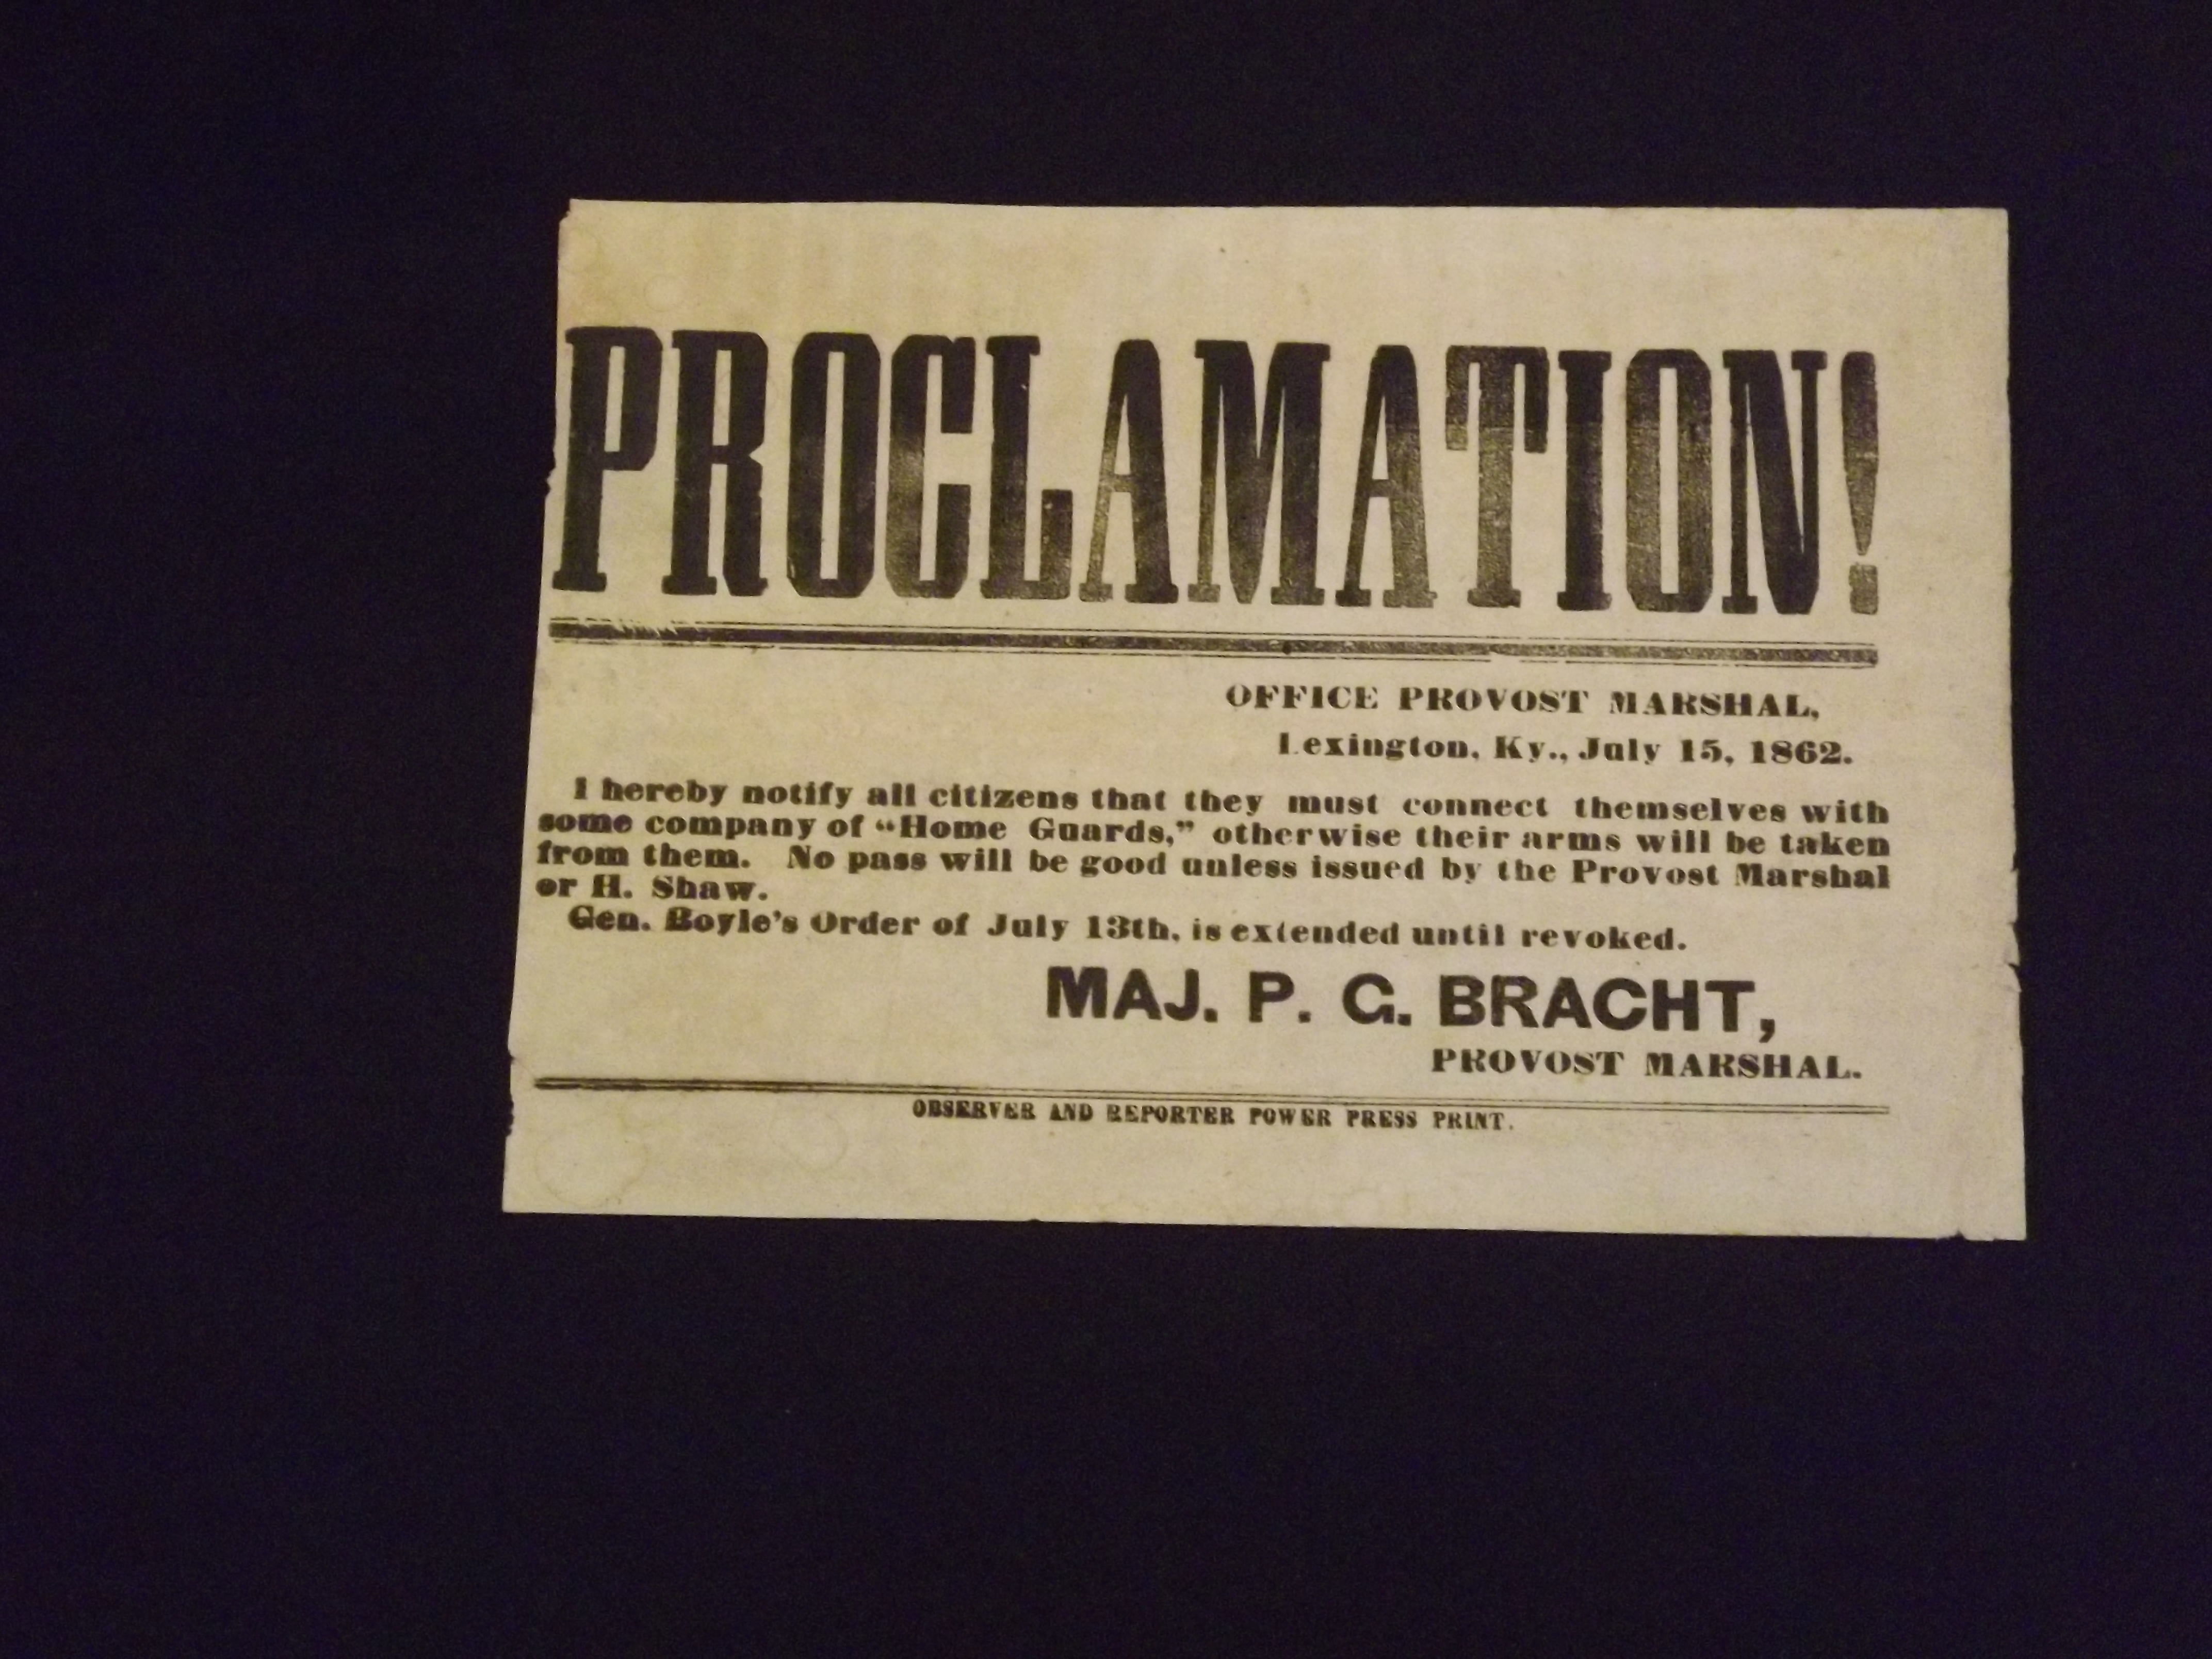 PROCLAMATION!
OFFICE PROVOST MARSHAL,
Lexington, Ky., July 15, 1862.
I hereby notify all citizens that they must connect themselves with
some company of “Home Guards,” otherwise their arms will be taken
from them. No pass will be good unless issued by the Provost Marshal
or H. Shaw.
Gen. Boyle’s Order of July 13th, is extended until revoked.
MAJ. P. G. BRACHT,
PROVOST MARSHAL.
OBSERVER AND REPORTER POWER PRESS PRINT.